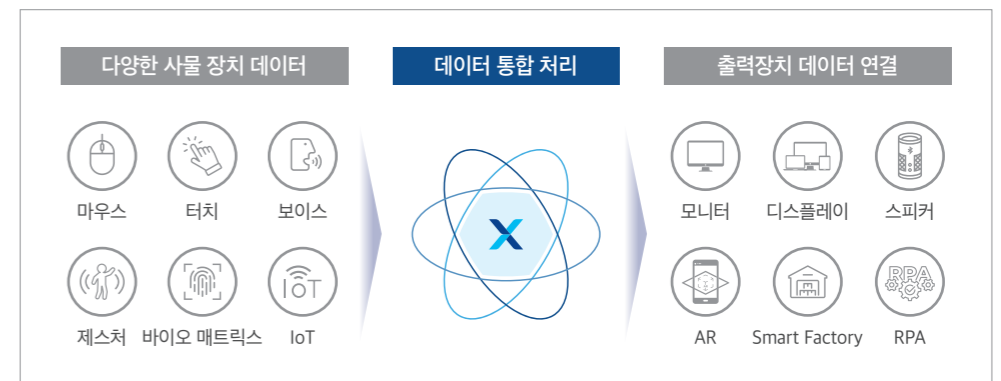 다양한 사물 장치 데이터
데이터 통합 처리
출력장치 데이터 연결
마우스
터치
보이스
X
모니터
디스플레이
스피커
IoT
RPA
제스처
바이오 매트릭스
IoT
AR
Smart Factory
RPA